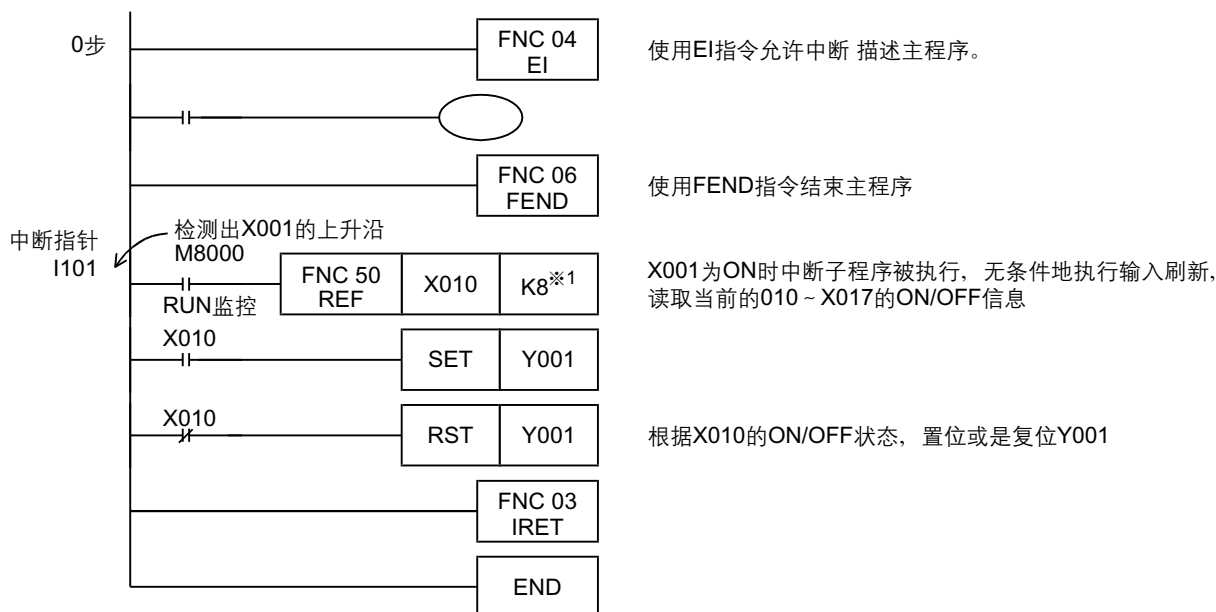 0步
FNC 04
EI
使用EI指令允许中断 描述主程序。
FNC 06
FEND
使用FEND指令结束主程序
中断指针
I101
检测出X001的上升沿
M8000
RUN监控
FNC 50
REF
X010
K8※1
X001为ON时中断子程序被执行，无条件地执行输入刷新，
读取当前的010~X017的ON/OFF信息
X010
SET
Y001
X010
RST
Y001
根据X010的ON/OFF状态，置位或是复位Y001
FNC 03
IRET
END